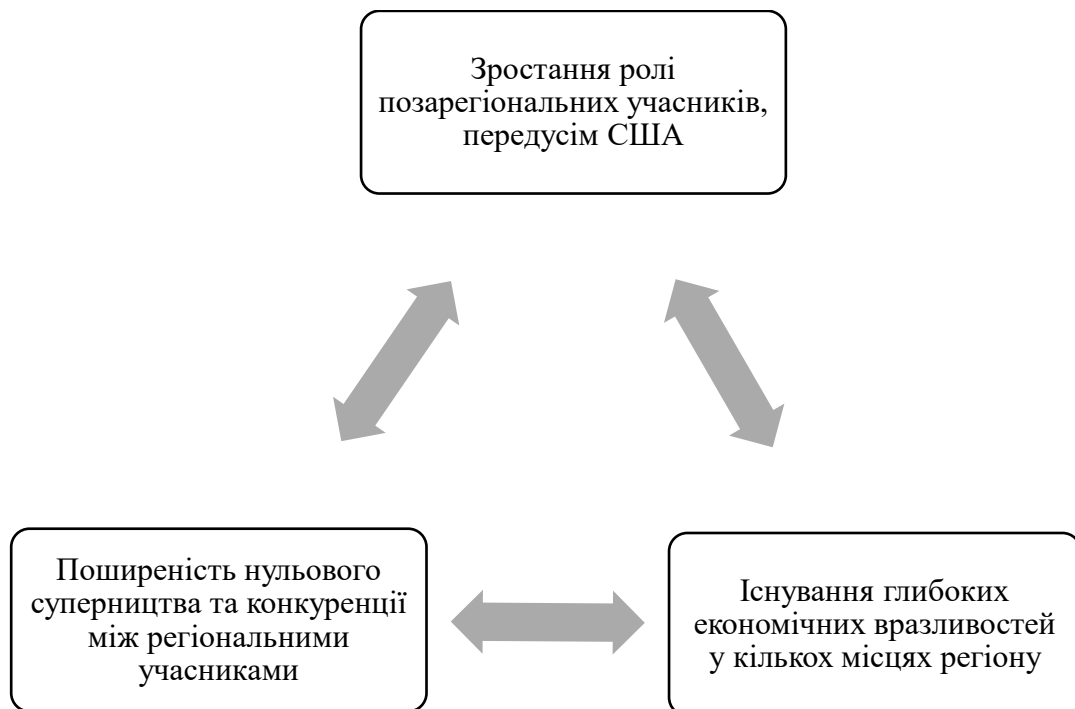 Зростання ролі
позарегіональних учасників,
передусім США
Поширеність нульового
суперництва та конкуренції
між регіональними
учасниками
Існування глибоких
економічних вразливостей
у кількох місцях регіону